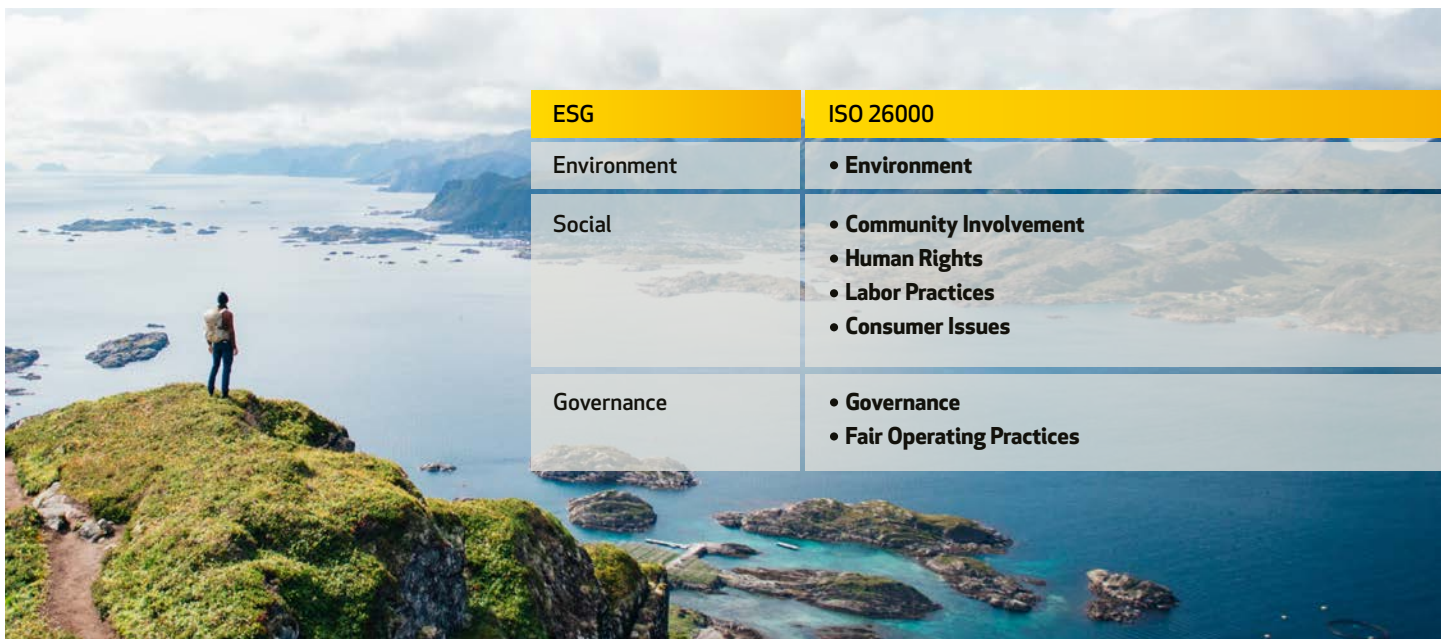 ESG ISO 26000
Environment • Environment
Social • Community Involvement
• Human Rights
• Labor Practices
• Consumer Issues
Governance • Governance
• Fair Operating Practices